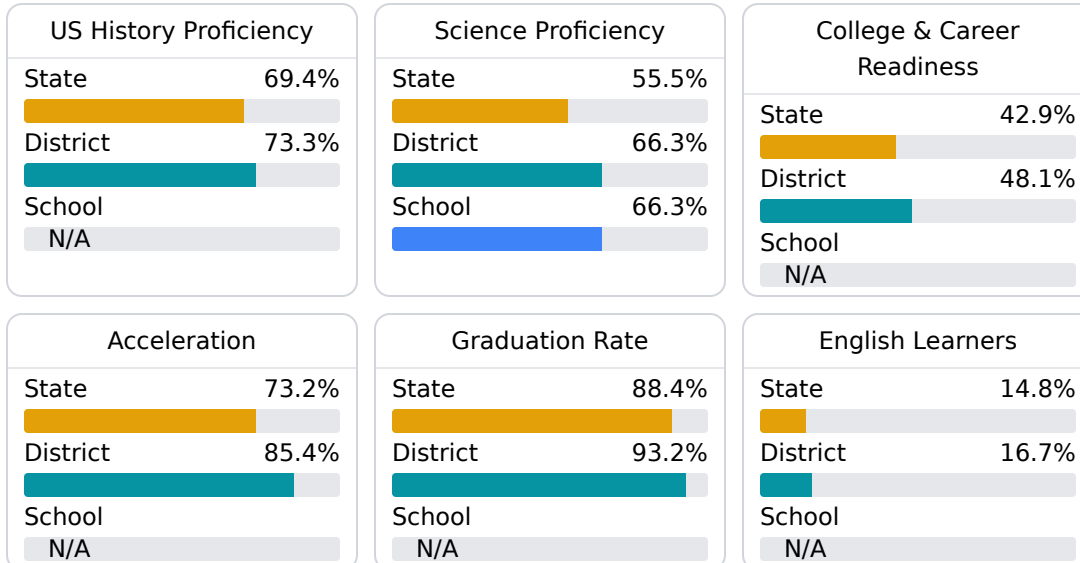 US History Proficiency
State 69.4%
District 73.3%
School
N/A
Science Proficiency
State 55.5%
District 66.3%
School 66.3%
College & Career
Readiness
State 42.9%
District 48.1%
School
N/A
Acceleration
State 73.2%
District 85.4%
School
N/A
Graduation Rate
State 88.4%
District 93.2%
School
N/A
English Learners
State 14.8%
District 16.7%
School
N/A